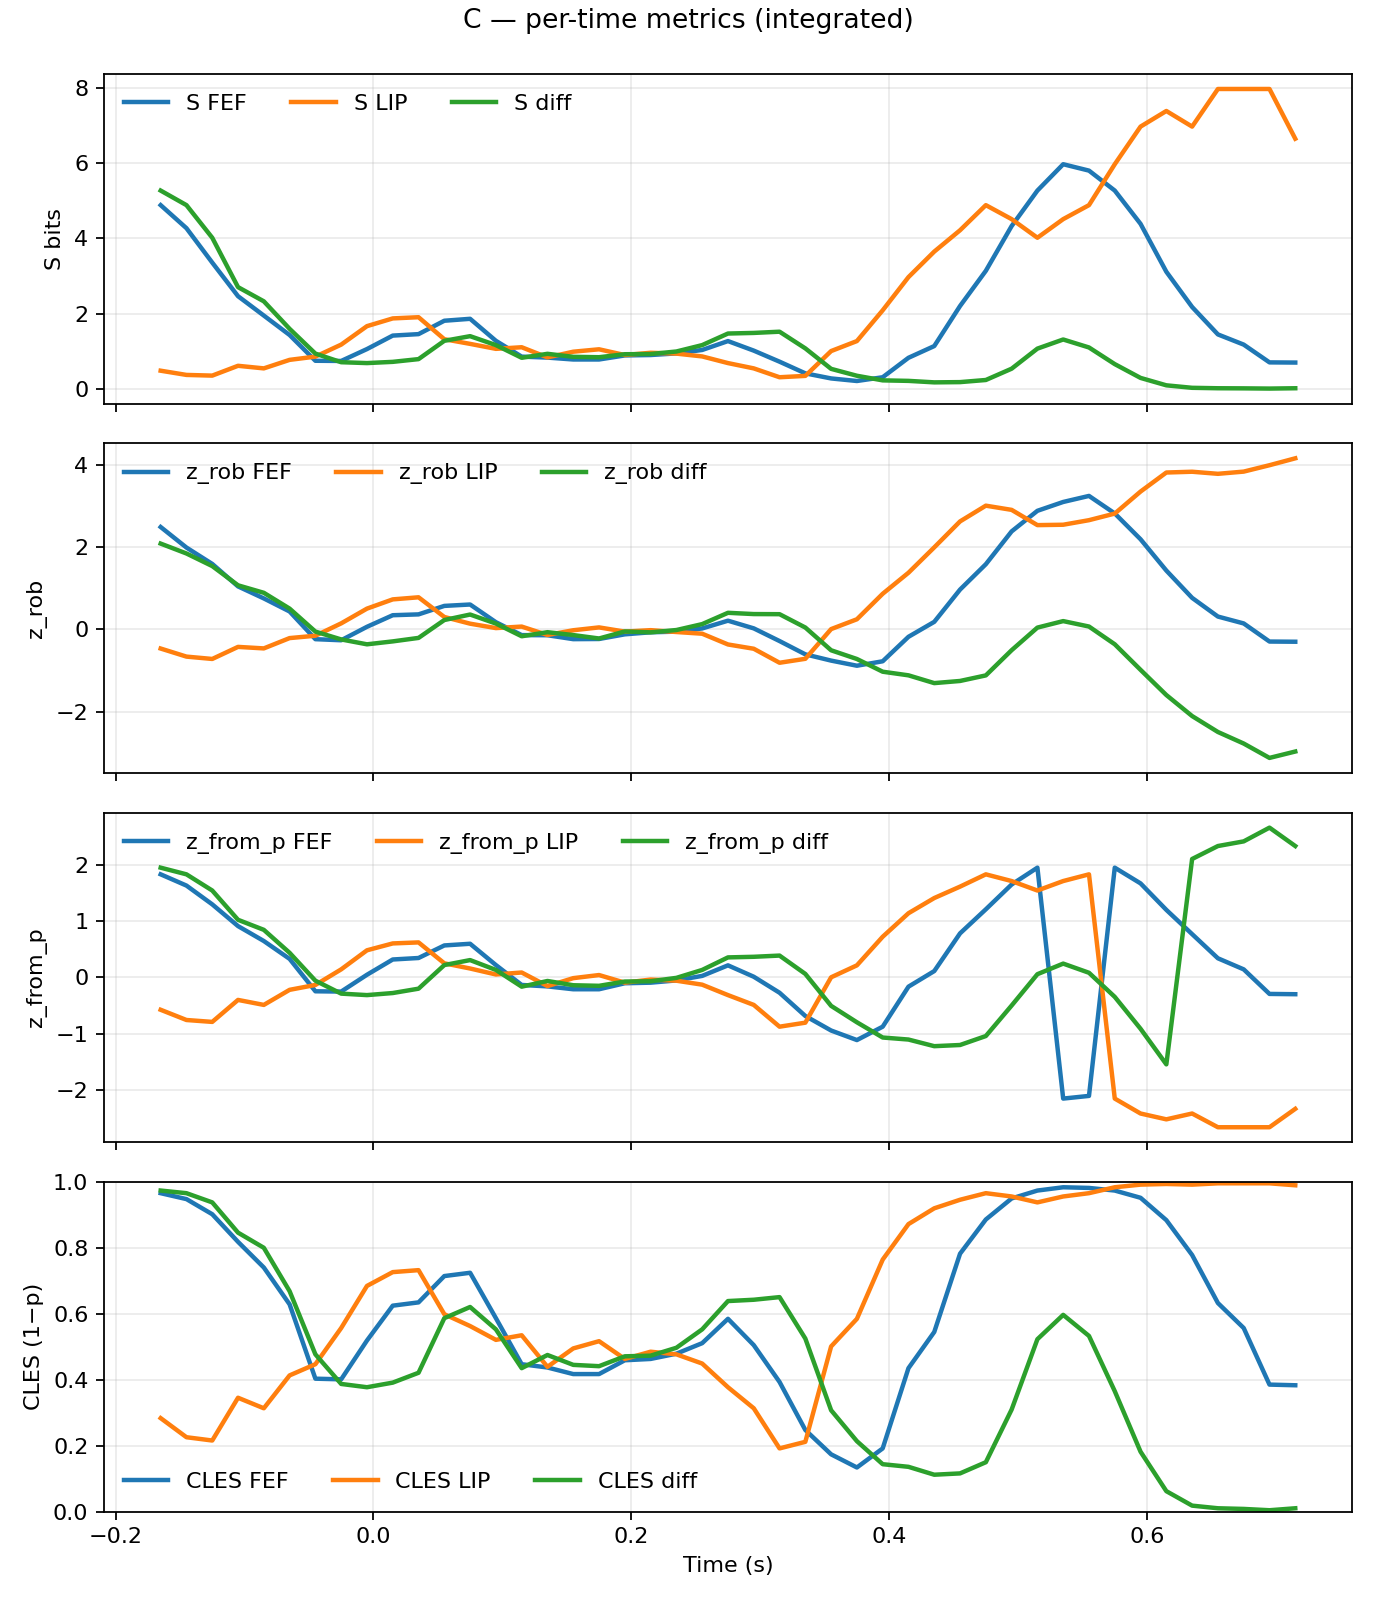 C — per-time metrics (integrated)
S FEF S LIP S diff
8
6
4
2
0
S bits
z_rob FEF z_rob LIP z_rob diff
4
2
0
−2
z_rob
z_from_p FEF z_from_p LIP z_from_p diff
2
1
0
−1
−2
z_from_p
1.0
0.8
0.6
0.4
0.2
0.0
CLES (1−p)
CLES FEF CLES LIP CLES diff
−0.2 0.0 0.2 0.4 0.6
Time (s)